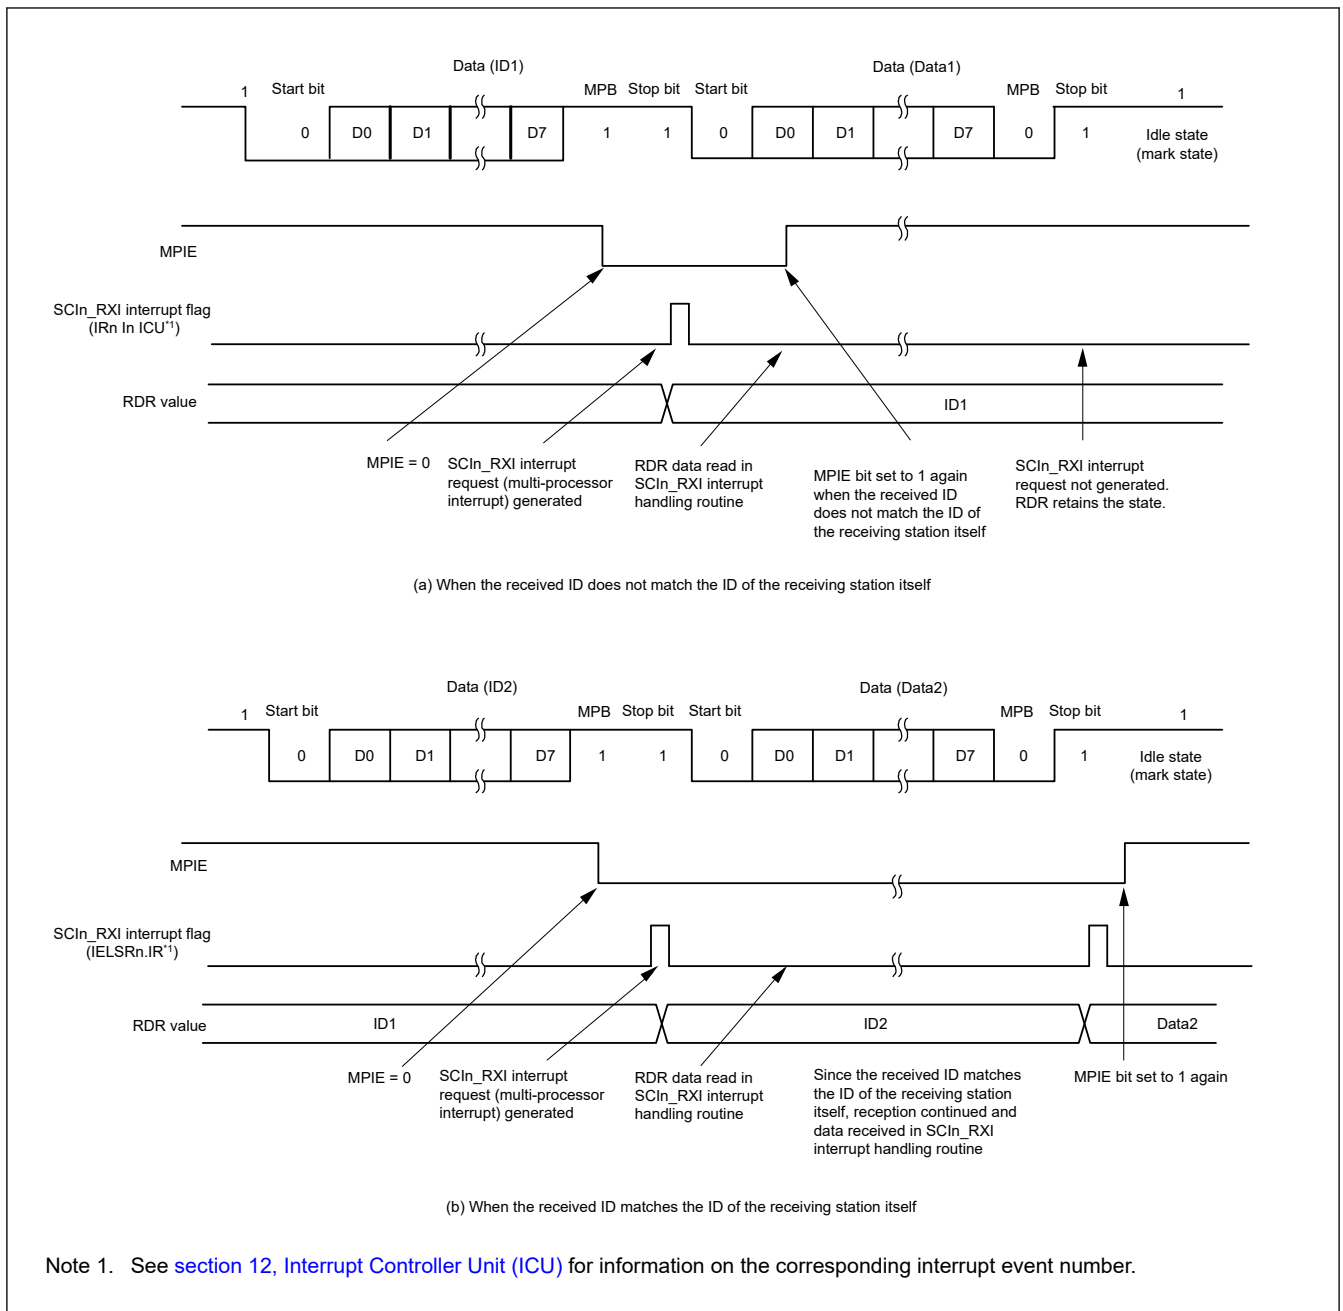 Data (ID1) Data (Data1)
1 Start bit MPB Stop bit Start bit MPB Stop bit 1
0 D0 D1 D7 1 1 0 D0 D1 D7 0 1 Idle state
(mark state)
MPIE
SCIn_RXI interrupt flag
(IRn In ICU*1)
RDR value ID1
MPIE = 0
SCIn_RXI interrupt
request (multi-processor
interrupt) generated
RDR data read in
SCIn_RXI interrupt
handling routine
MPIE bit set to 1 again
when the received ID
does not match the ID of
the receiving station itself
SCIn_RXI interrupt
request not generated.
RDR retains the state.
(a) When the received ID does not match the ID of the receiving station itself
Data (ID2) Data (Data2)
1 Start bit MPB Stop bit Start bit MPB Stop bit 1
0 D0 D1 D7 1 1 0 D0 D1 D7 0 1 Idle state
(mark state)
MPIE
SCIn_RXI interrupt flag
(IELSRn.IR*1)
RDR value ID1 ID2 Data2
MPIE = 0
SCIn_RXI interrupt
request (multi-processor
interrupt) generated
RDR data read in
SCIn_RXI interrupt
handling routine
Since the received ID matches
the ID of the receiving station
itself, reception continued and
data received in SCIn_RXI
interrupt handling routine
MPIE bit set to 1 again
(b) When the received ID matches the ID of the receiving station itself
Note 1. See section 12, Interrupt Controller Unit (ICU) for information on the corresponding interrupt event number.